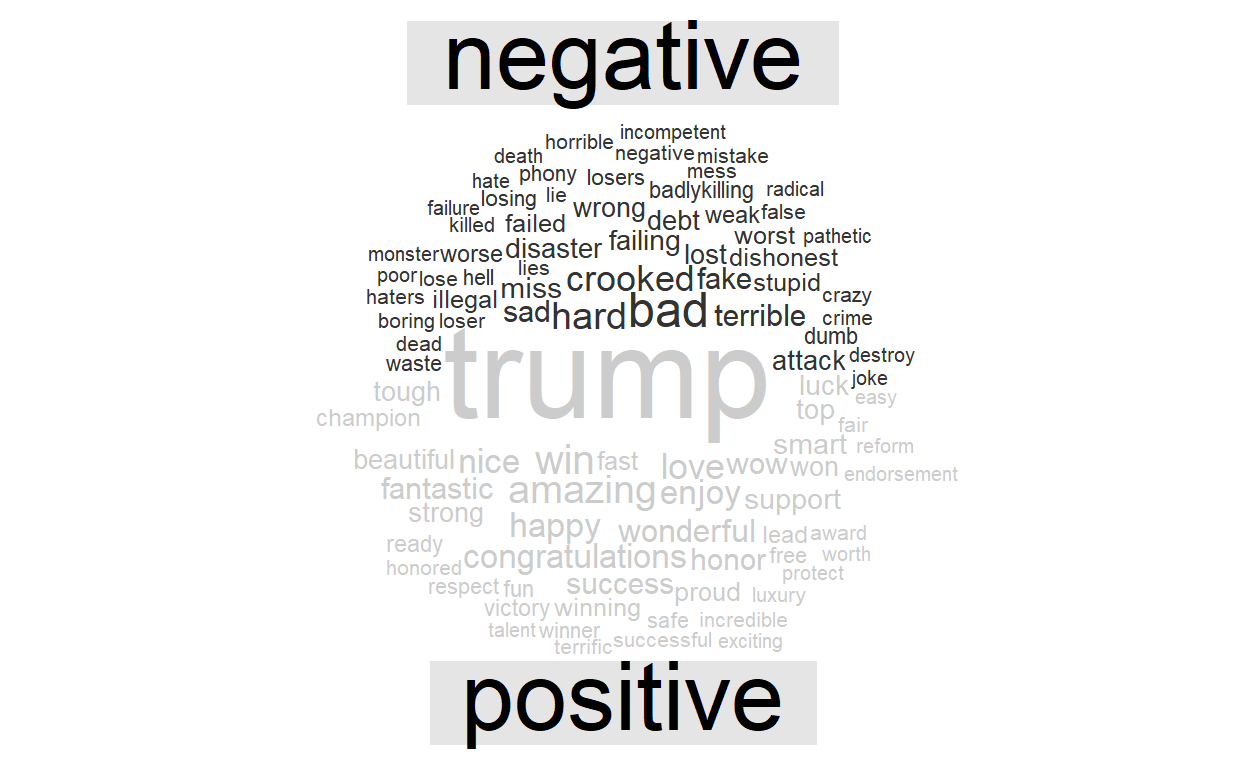 negative
incompetent
horrible
death negative mistake
phony losers mess
hate badly killing radical
losing lie
failure wrong debt weak false
killed failed
disaster failing worst pathetic
monster worse lost dishonest
poor lose hell lies crooked fake stupid
haters illegal miss crazy
boring loser sad hard bad terrible crime
dead dumb
waste trump attack destroy
tough luck joke
champion top easy
fair
smart reform
beautiful nice win fast love wow won endorsement
fantastic amazing enjoy support
strong
happy wonderful lead award
ready congratulations honor free worth
honored protect
respect fun success proud luxury
victory winning safe incredible
talent winner
terrific successful exciting
positive